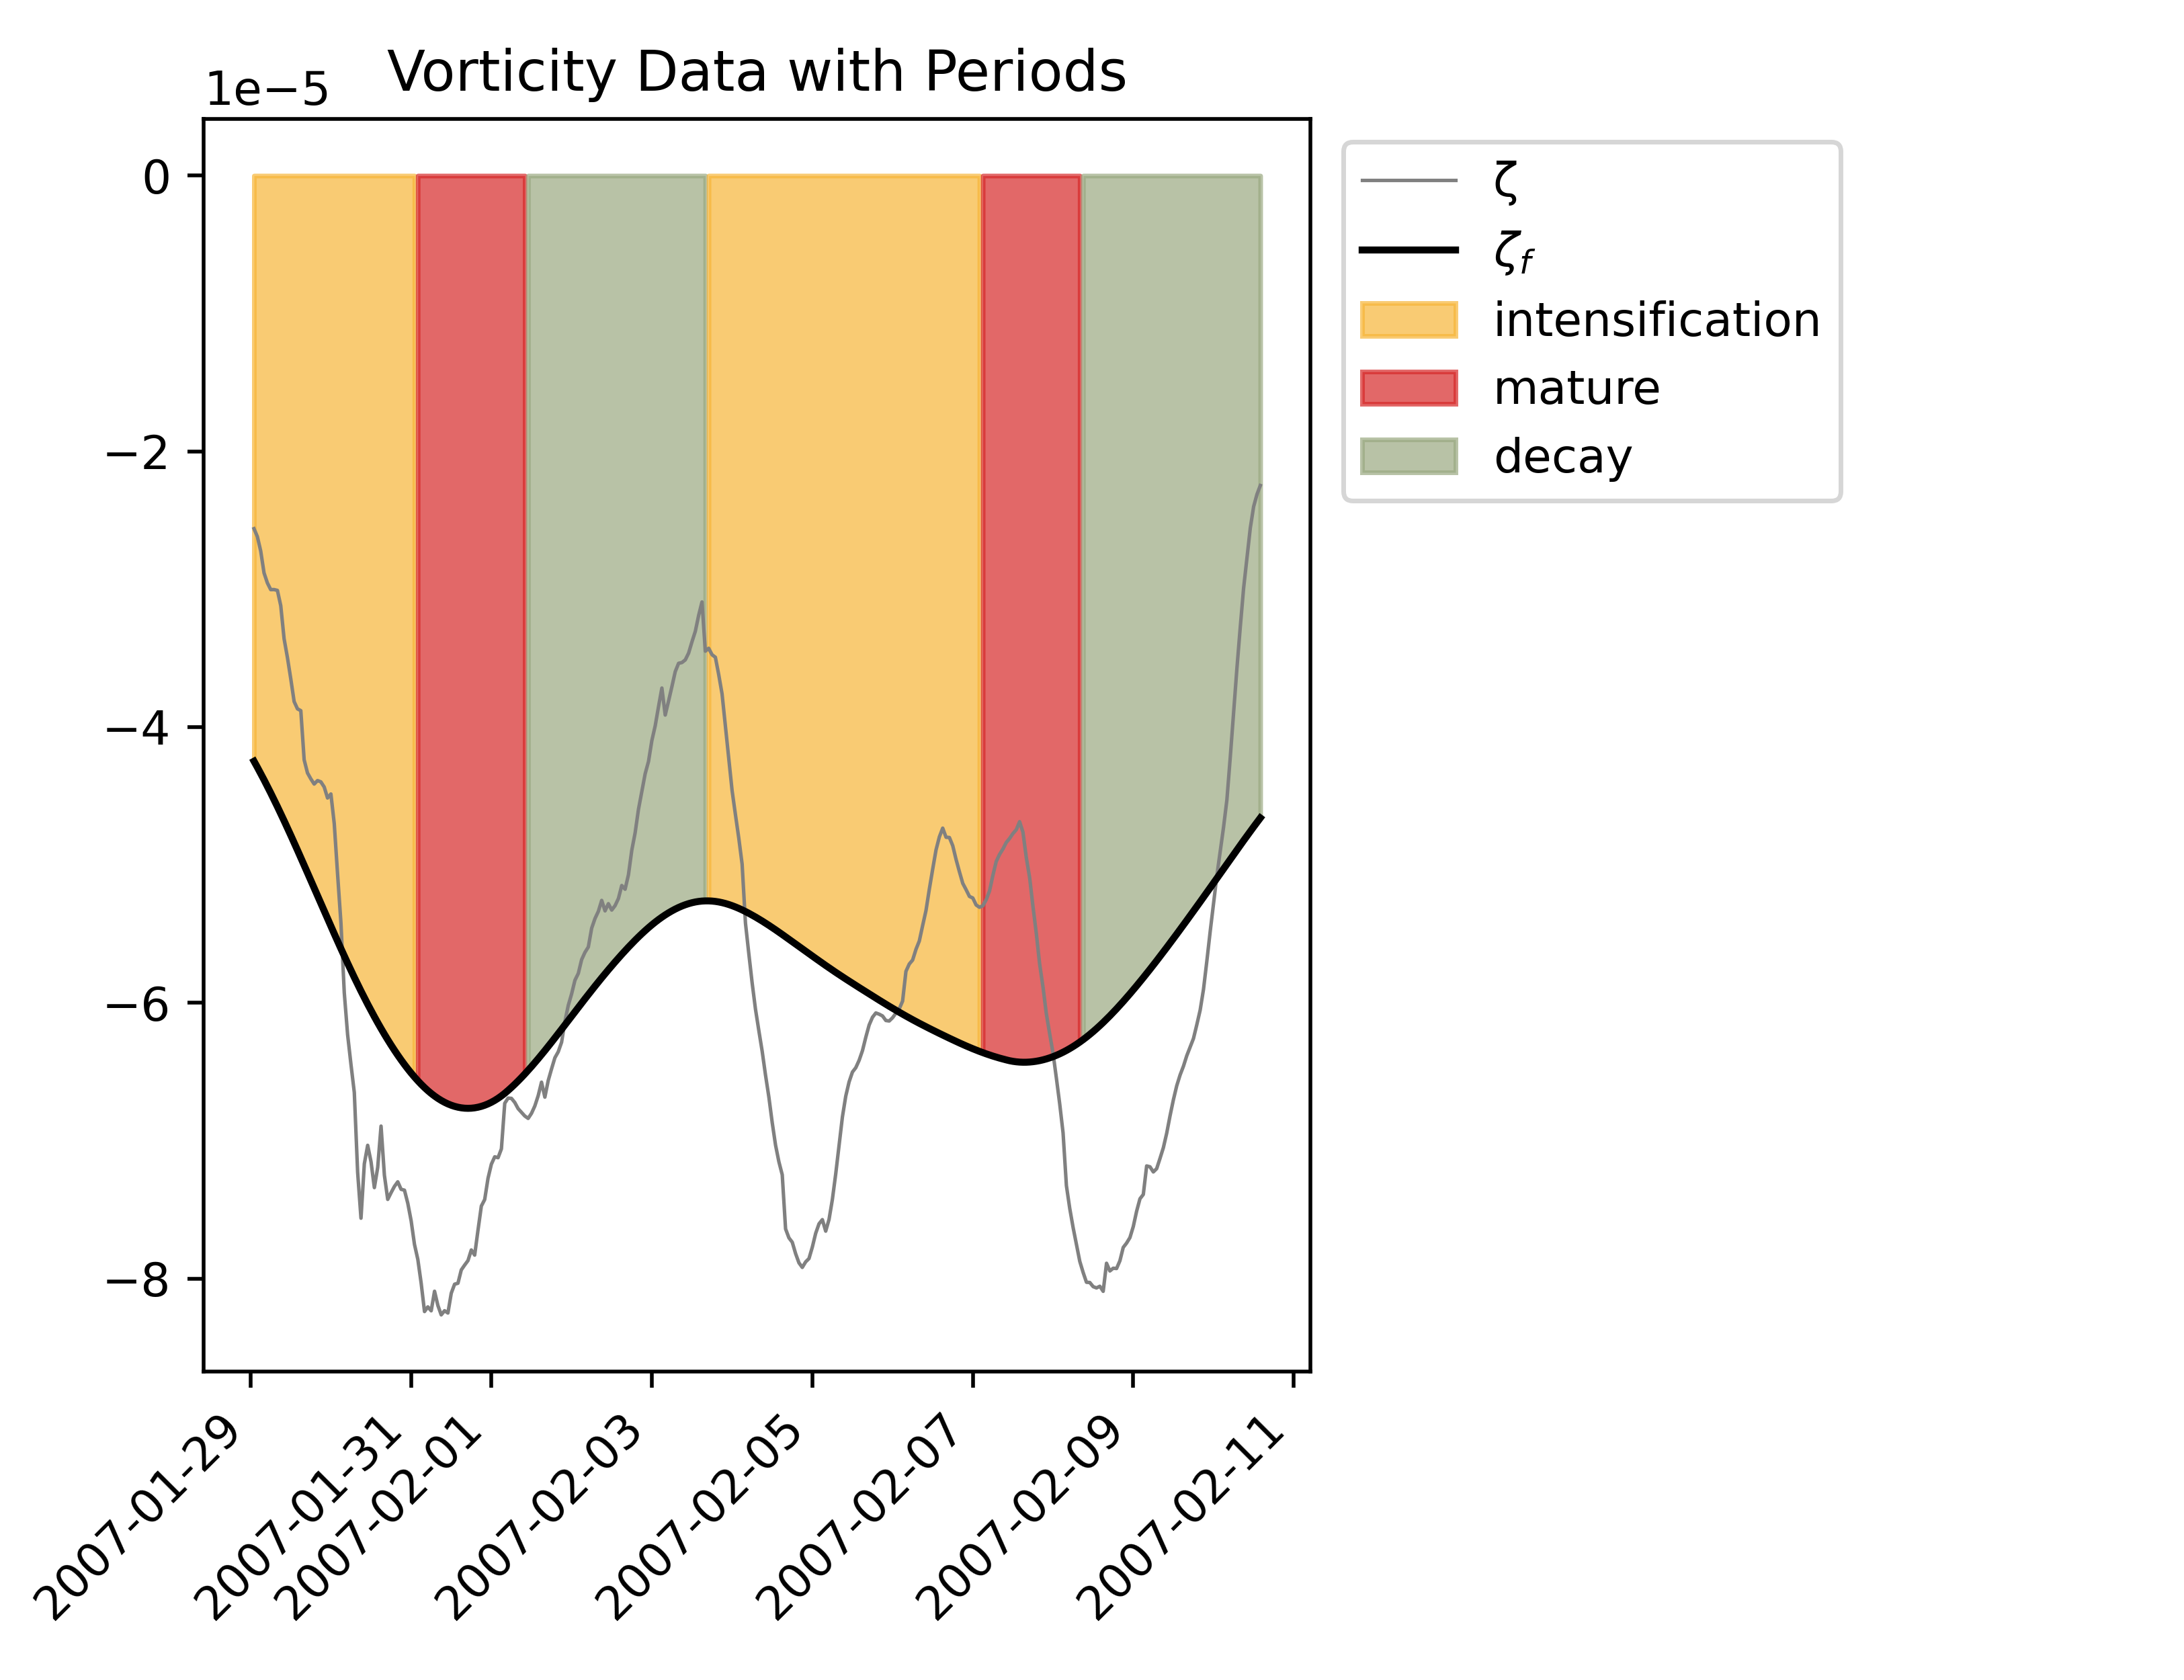 Vorticity Data with Periods
1e−5
0
−2
−4
−6
−8
2007-01-29
2007-01-31
2007-02-01
2007-02-03
2007-02-05
2007-02-07
2007-02-09
2007-02-11
ζ
ζf
intensification
mature
decay